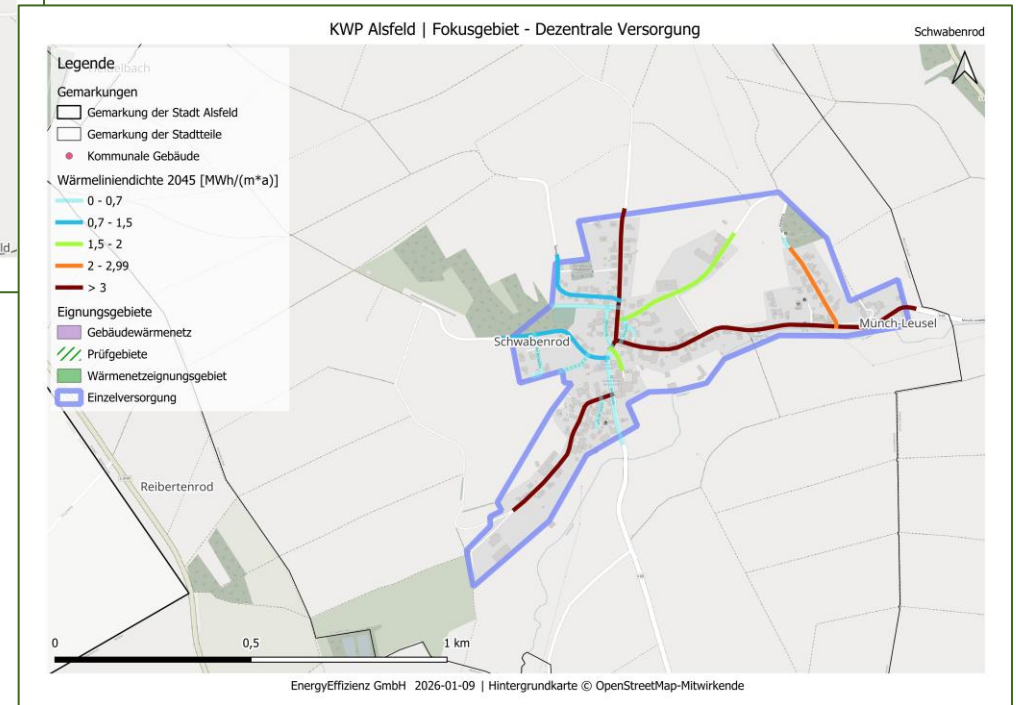 KWP Alsfeld | Fokusgebiet - Dezentrale Versorgung
Schwabenrod
Legende
Gemarkungen
Gemarkung der Stadt Alsfeld
Gemarkung der Stadtteile
Kommunale Gebäude
Wärmeliniendichte 2045 [MWh/(m*a)]
0 - 0,7
0,7 - 1,5
1,5 - 2
2 - 2,99
> 3
Eignungsgebiete
Gebäudewärmenetz
Prüfgebiete
Wärmenetzeignungsgebiet
Einzelversorgung
Schwabenrod
Münch-Leusel
Reibertenrod
0 0,5 1 km
EnergyEffizienz GmbH 2026-01-09 | Hintergrundkarte © OpenStreetMap-Mitwirkende